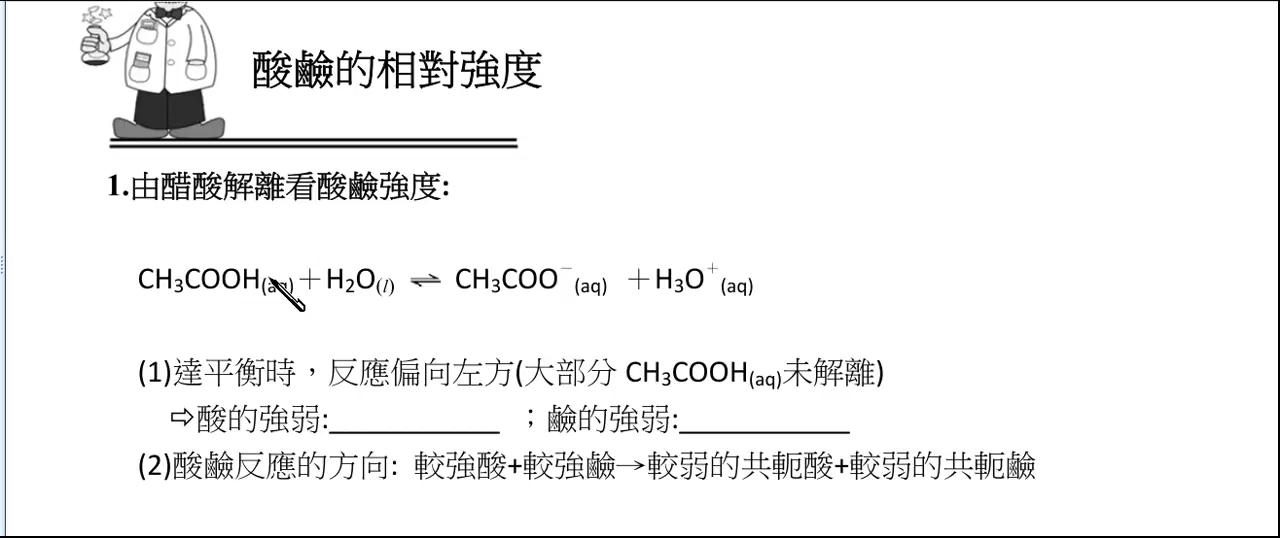 酸鹼的相對強度
1.由醋酸解離看酸鹼強度:
CH₃COOH(aq)＋H₂O(l) ⇌ CH₃COO⁻(aq) ＋H₃O⁺(aq)
(1)達平衡時，反應偏向左方(大部分 CH₃COOH(aq)未解離)
⇨酸的強弱:___________ ；鹼的強弱:___________
(2)酸鹼反應的方向: 較強酸+較強鹼→較弱的共軛酸+較弱的共軛鹼